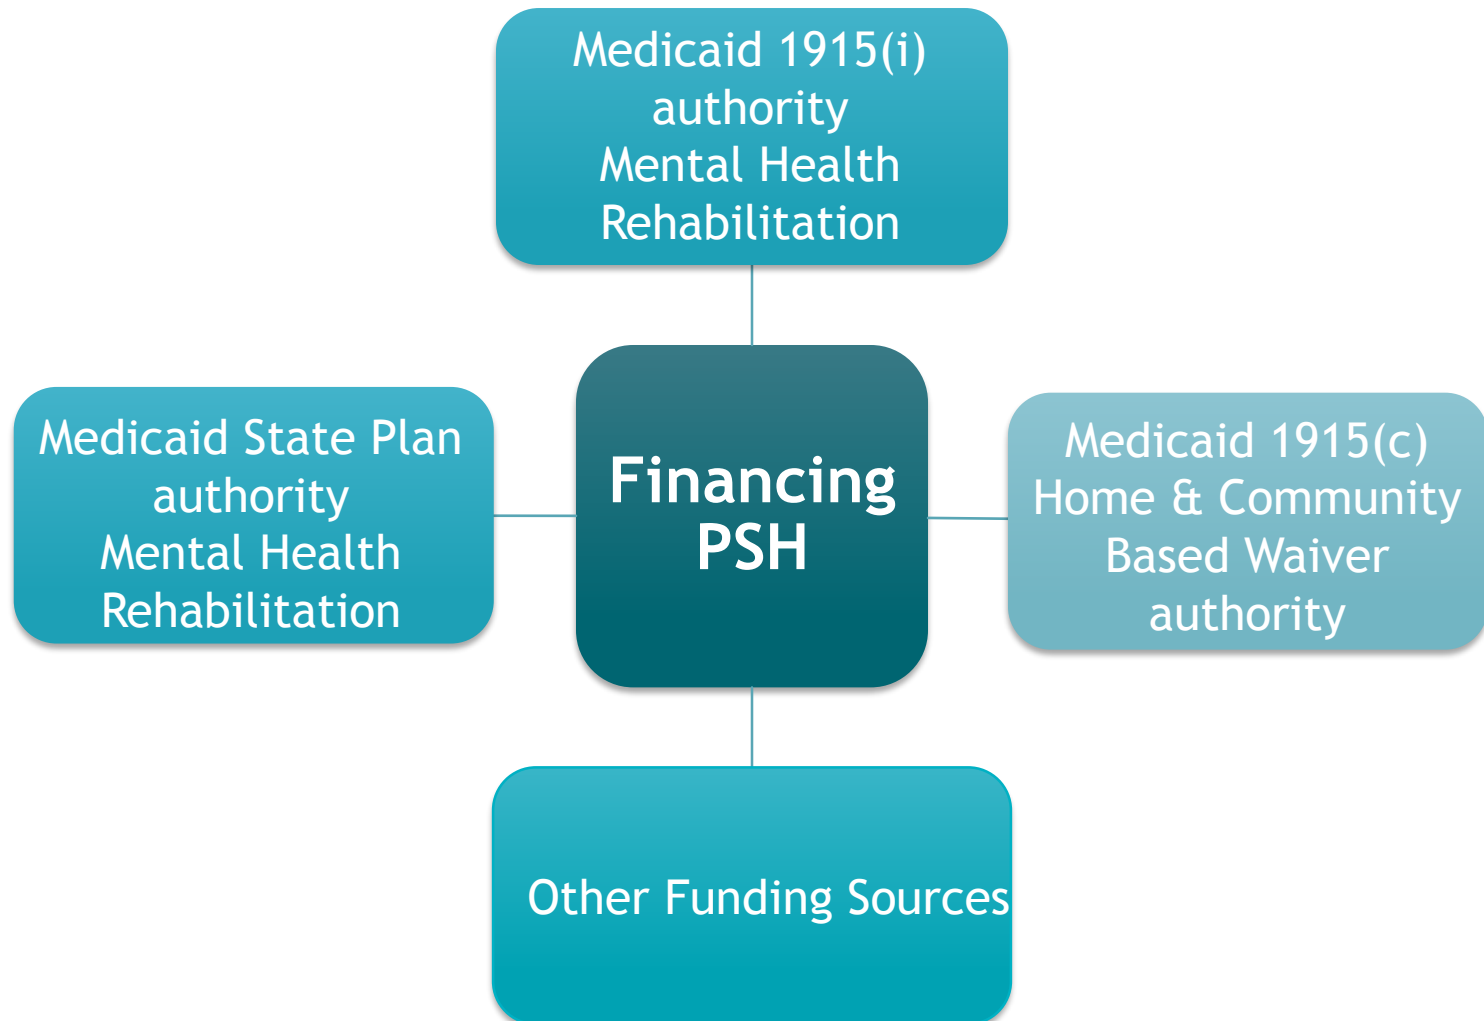 Medicaid 1915(i)
authority
Mental Health
Rehabilitation
Medicaid State Plan
authority
Mental Health
Rehabilitation
Financing
PSH
Medicaid 1915(c)
Home & Community
Based Waiver
authority
Other Funding Sources